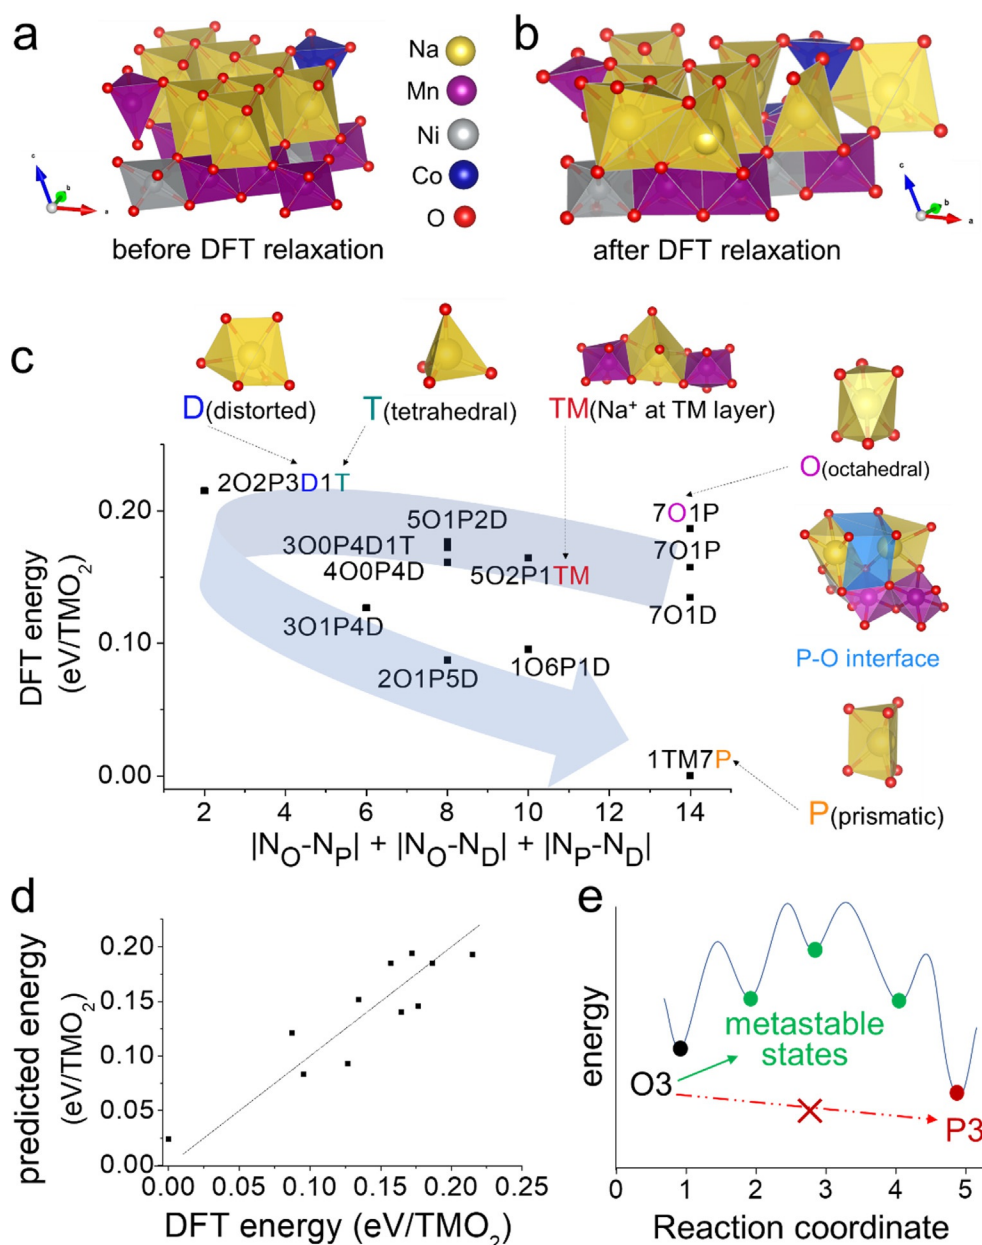 a
Na
Mn
Ni
Co
O
c
b
a
before DFT relaxation
b
c
b
a
after DFT relaxation
c
D(distorted)
T(tetrahedral)
TM(Na⁺ at TM layer)
O(octahedral)
P-O interface
P(prismatic)
2O2P3D1T
5O1P2D
3O0P4D1T
4O0P4D
5O2P1TM
7O1P
7O1P
7O1D
3O1P4D
2O1P5D
1O6P1D
1TM7P
DFT energy
(eV/TMO₂)
0.20
0.10
0.00
2
4
6
8
10
12
14
|N_O-N_P| + |N_O-N_D| + |N_P-N_D|
d
predicted energy
(eV/TMO₂)
0.20
0.15
0.10
0.05
0.00
0.00
0.05
0.10
0.15
0.20
0.25
DFT energy (eV/TMO₂)
e
energy
metastable
states
O3
P3
0
1
2
3
4
5
Reaction coordinate